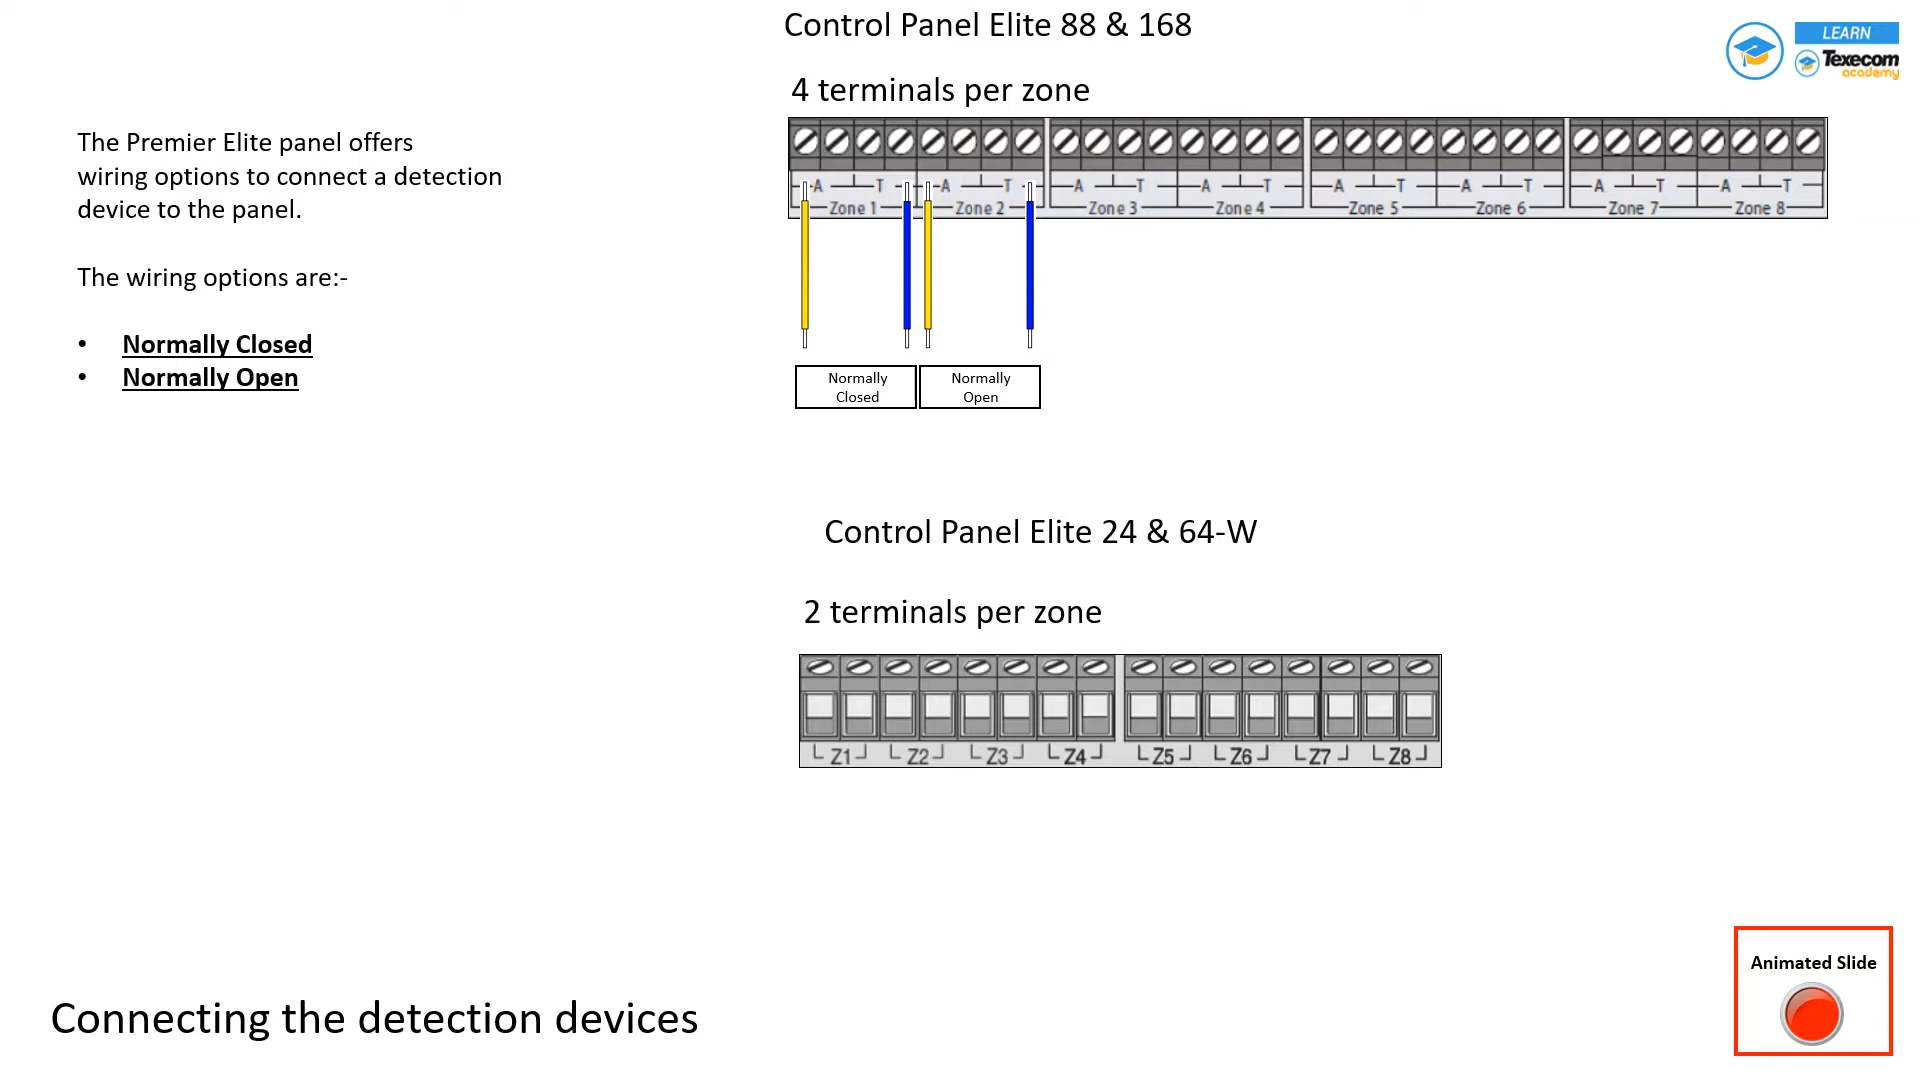 Control Panel Elite 88 & 168
LEARN
Texecom
academy
4 terminals per zone
The Premier Elite panel offers
wiring options to connect a detection
device to the panel.
The wiring options are:-
• Normally Closed
• Normally Open
A T A T A T A T A T A T A T A T
Zone 1 Zone 2 Zone 3 Zone 4 Zone 5 Zone 6 Zone 7 Zone 8
Normally
Closed
Normally
Open
Control Panel Elite 24 & 64-W
2 terminals per zone
Z1 Z2 Z3 Z4 Z5 Z6 Z7 Z8
Animated Slide
Connecting the detection devices